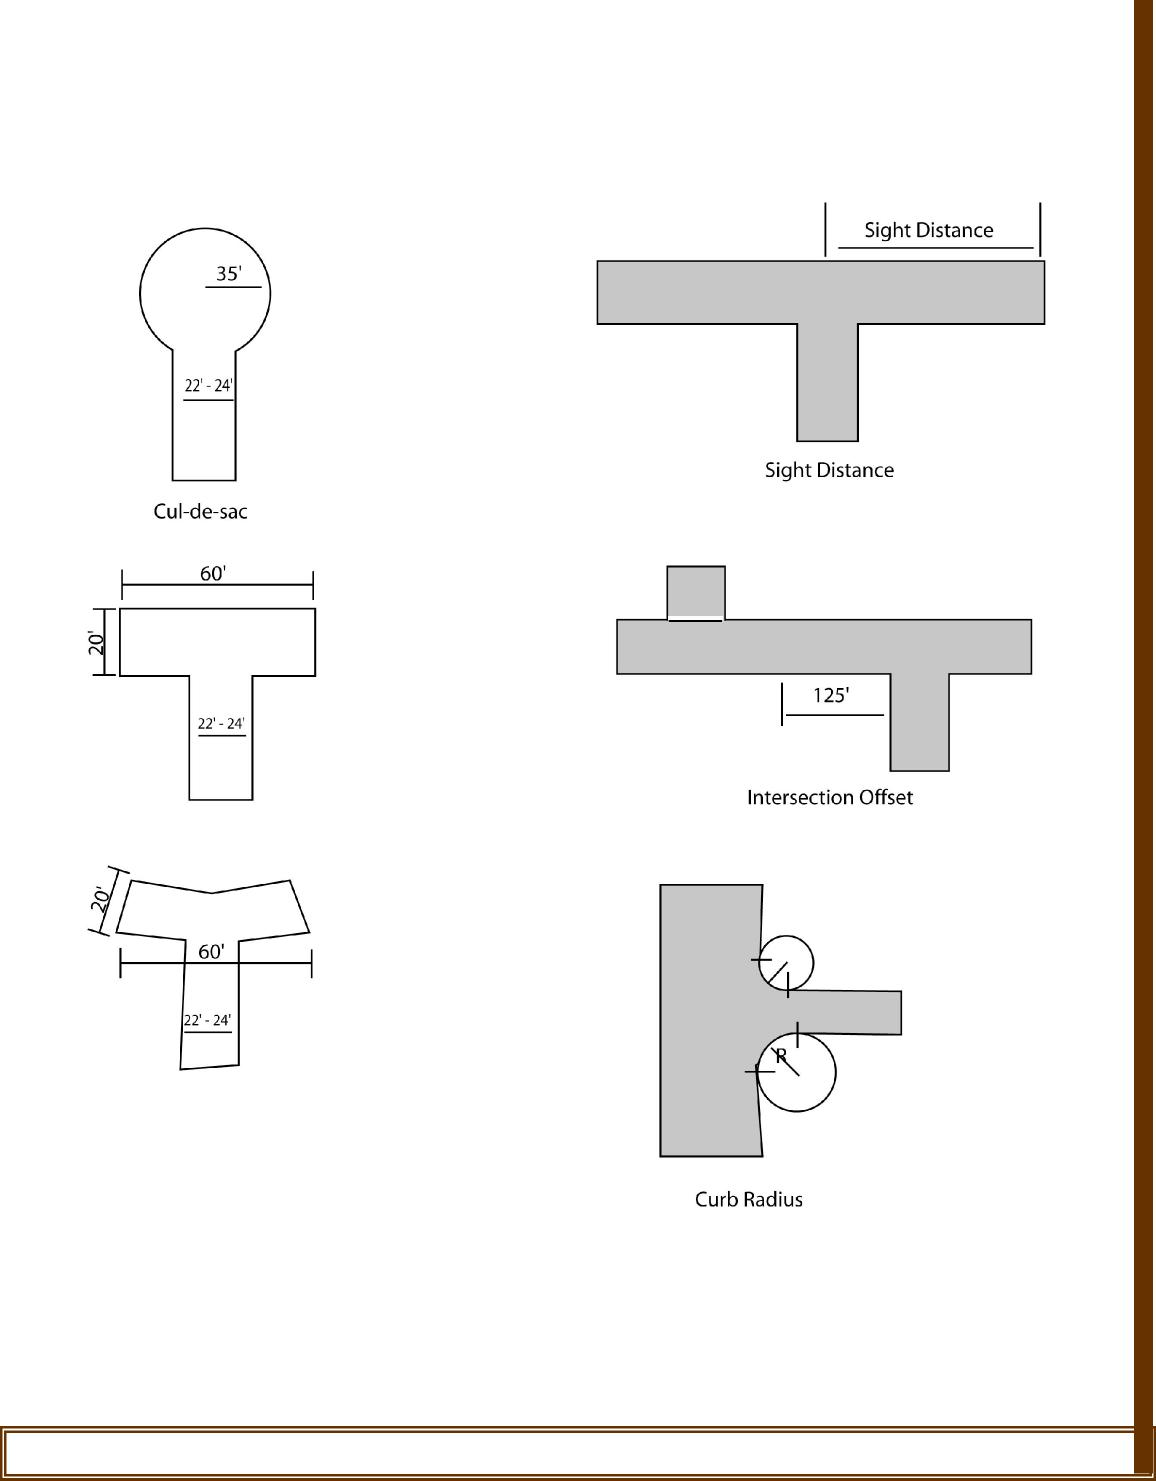 35'
22' - 24'
Cul-de-sac
60'
20'
22' - 24'
20'
60'
22' - 24'
Sight Distance
Sight Distance
125'
Intersection Offset
R
Curb Radius